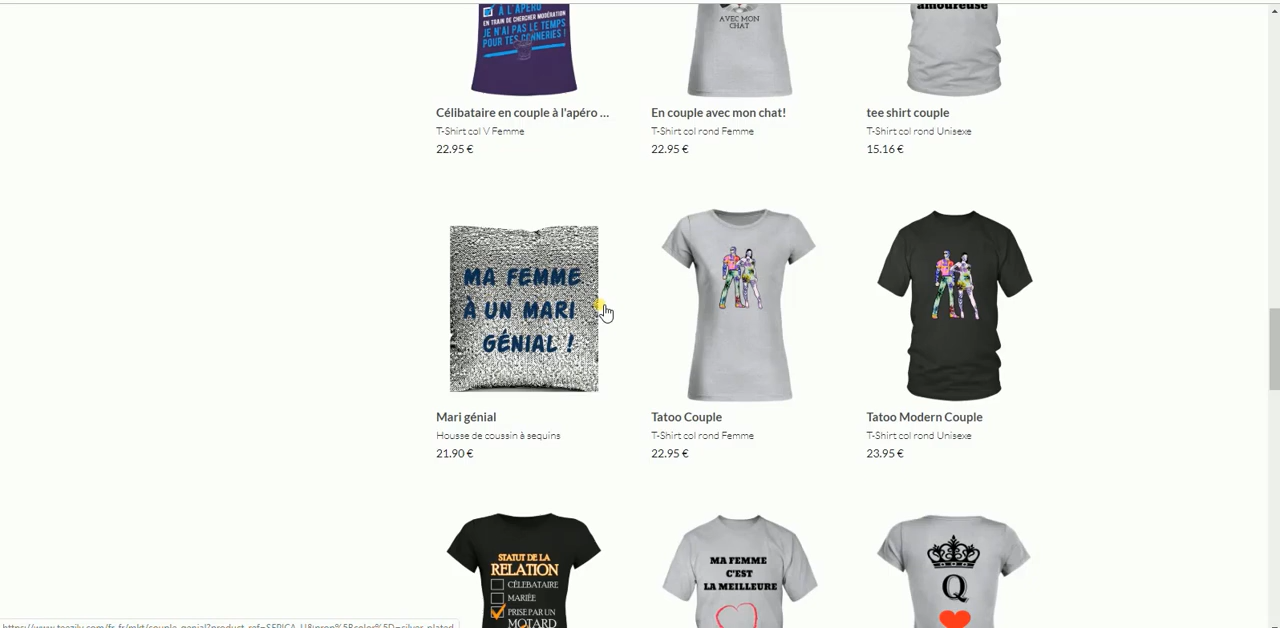 À L'APÉRO
EN TRAIN DE CHERCHER MODÉRATION
JE N'AI PAS LE TEMPS
POUR TES CONNERIES !
AVEC MON
CHAT
amoureuse
Célibataire en couple à l'apéro ...
T-Shirt col V Femme
22.95 €
En couple avec mon chat!
T-Shirt col rond Femme
22.95 €
tee shirt couple
T-Shirt col rond Unisexe
15.16 €
MA FEMME
À UN MARI
GÉNIAL !
Mari génial
Housse de coussin à sequins
21.90 €
Tatoo Couple
T-Shirt col rond Femme
22.95 €
Tatoo Modern Couple
T-Shirt col rond Unisexe
23.95 €
STATUT DE LA
RELATION
CÉLEBATAIRE
MARIÉE
PRISE PAR UN
MOTARD
MA FEMME
C'EST
LA MEILLEURE
Q